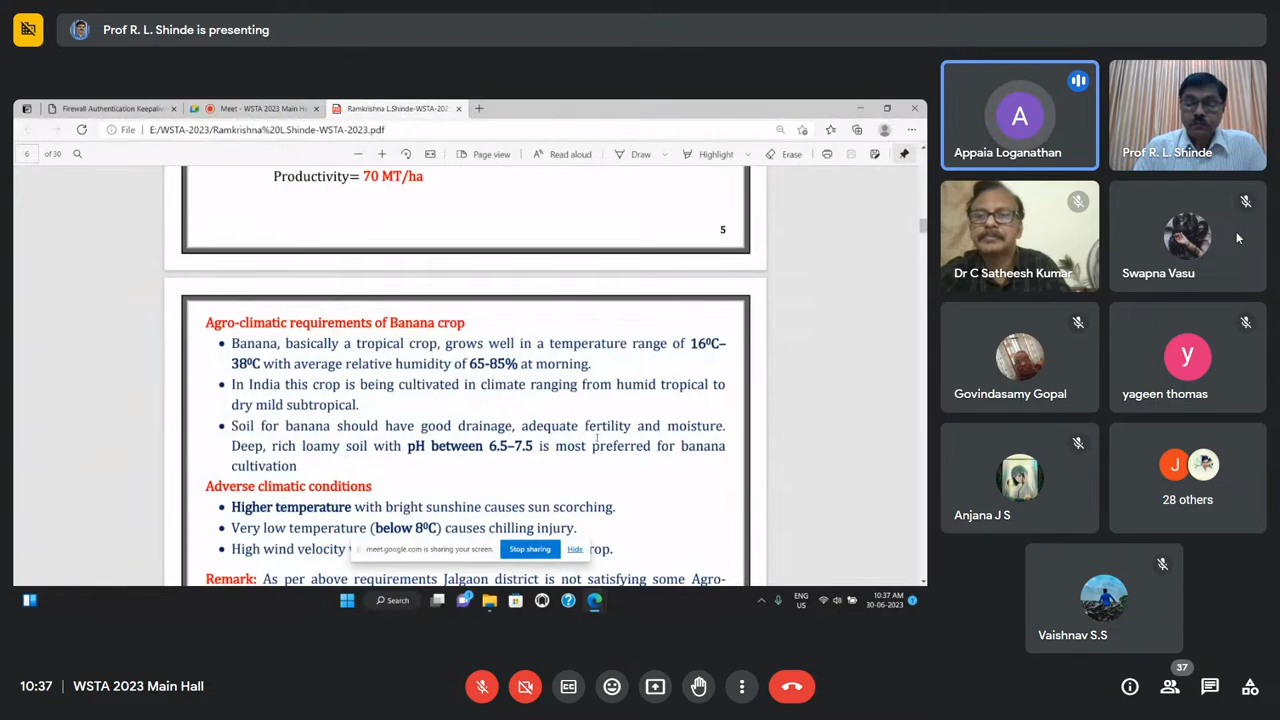 Prof R. L. Shinde is presenting
Firewall Authentication Keepaliv
Meet - WSTA 2023 Main H
Ramkrishna L.Shinde-WSTA-202
File
E:/WSTA-2023/Ramkrishna%20L.Shinde-WSTA-2023.pdf
6 of 30
Page view
Read aloud
Draw
Highlight
Erase
Productivity= 70 MT/ha
5
Agro-climatic requirements of Banana crop
• Banana, basically a tropical crop, grows well in a temperature range of 16⁰C–
38⁰C with average relative humidity of 65-85% at morning.
• In India this crop is being cultivated in climate ranging from humid tropical to
dry mild subtropical.
• Soil for banana should have good drainage, adequate fertility and moisture.
Deep, rich loamy soil with pH between 6.5–7.5 is most preferred for banana
cultivation
Adverse climatic conditions
• Higher temperature with bright sunshine causes sun scorching.
• Very low temperature (below 8⁰C) causes chilling injury.
• High wind velocity
rop.
meet.google.com is sharing your screen.
Stop sharing
Hide
Remark: As per above requirements Jalgaon district is not satisfying some Agro-
Search
ENG
US
10:37 AM
30-06-2023
A
Appaia Loganathan
Prof R. L. Shinde
Dr C Satheesh Kumar
Swapna Vasu
Govindasamy Gopal
y
yageen thomas
Anjana J S
J
28 others
Vaishnav S.S
10:37 | WSTA 2023 Main Hall
37